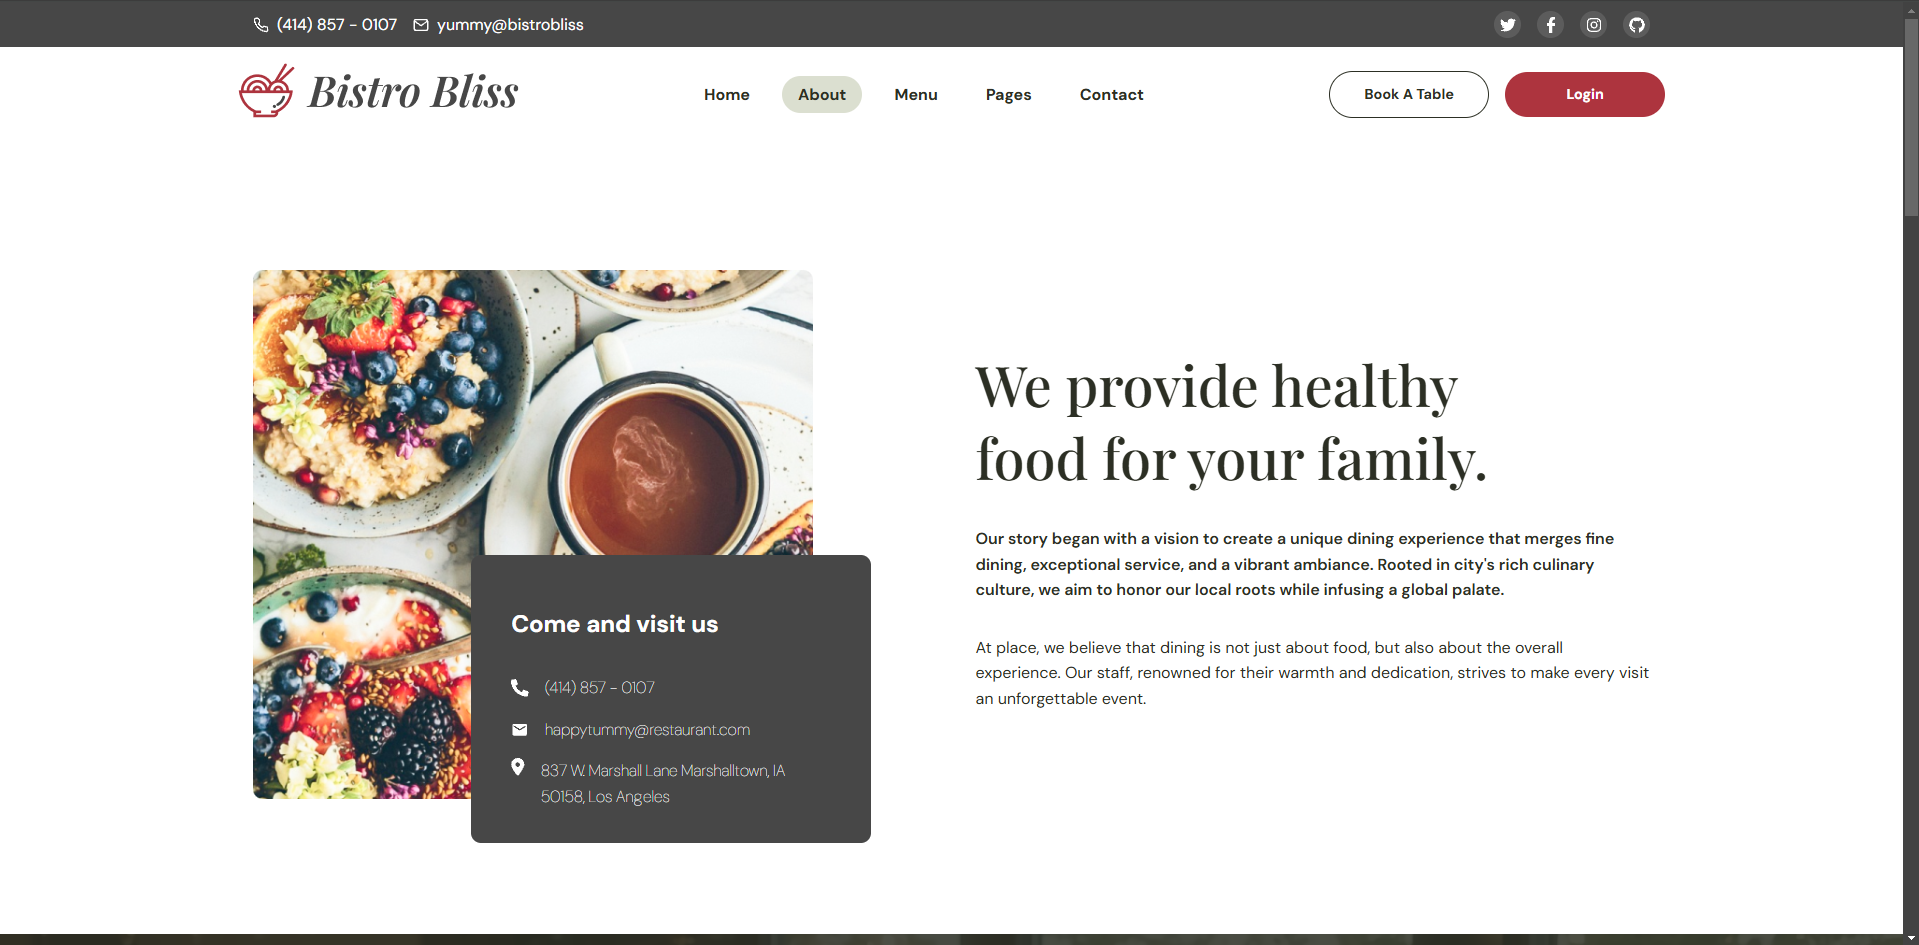 (414) 857 - 0107 yummy@bistrobliss
Bistro Bliss
Home About Menu Pages Contact
Book A Table Login
We provide healthy
food for your family.
Our story began with a vision to create a unique dining experience that merges fine
dining, exceptional service, and a vibrant ambiance. Rooted in city's rich culinary
culture, we aim to honor our local roots while infusing a global palate.
At place, we believe that dining is not just about food, but also about the overall
experience. Our staff, renowned for their warmth and dedication, strives to make every visit
an unforgettable event.
Come and visit us
(414) 857 - 0107
happytummy@restaurant.com
837 W. Marshall Lane Marshalltown, IA
50158, Los Angeles